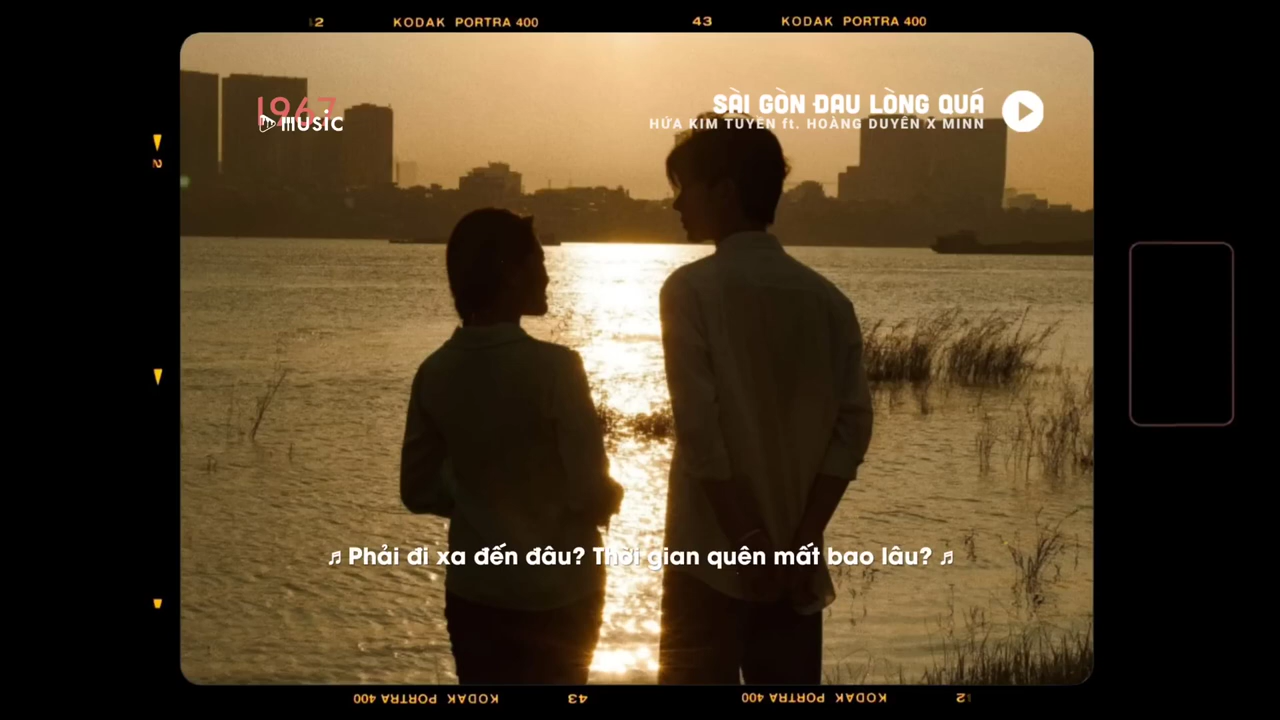 12 KODAK PORTRA 400 43 KODAK PORTRA 400
1967
MUSIC
SÀI GÒN ĐAU LÒNG QUÁ
HỨA KIM TUYỀN ft. HOÀNG DUYÊN X MINN
2
♬ Phải đi xa đến đâu? Thời gian quên mất bao lâu? ♬
KODAK PORTRA 400 43 KODAK PORTRA 400 12